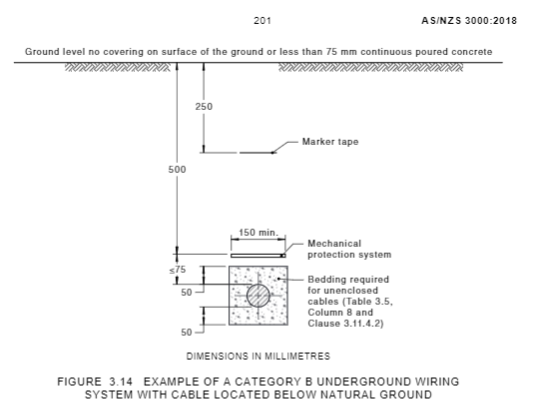 201
AS/NZS 3000:2018
Ground level no covering on surface of the ground or less than 75 mm continuous poured concrete
250
Marker tape
500
150 min.
Mechanical
protection system
≤75
50
Bedding required
for unenclosed
cables (Table 3.5,
Column 8 and
Clause 3.11.4.2)
50
DIMENSIONS IN MILLIMETRES
FIGURE 3.14 EXAMPLE OF A CATEGORY B UNDERGROUND WIRING
SYSTEM WITH CABLE LOCATED BELOW NATURAL GROUND